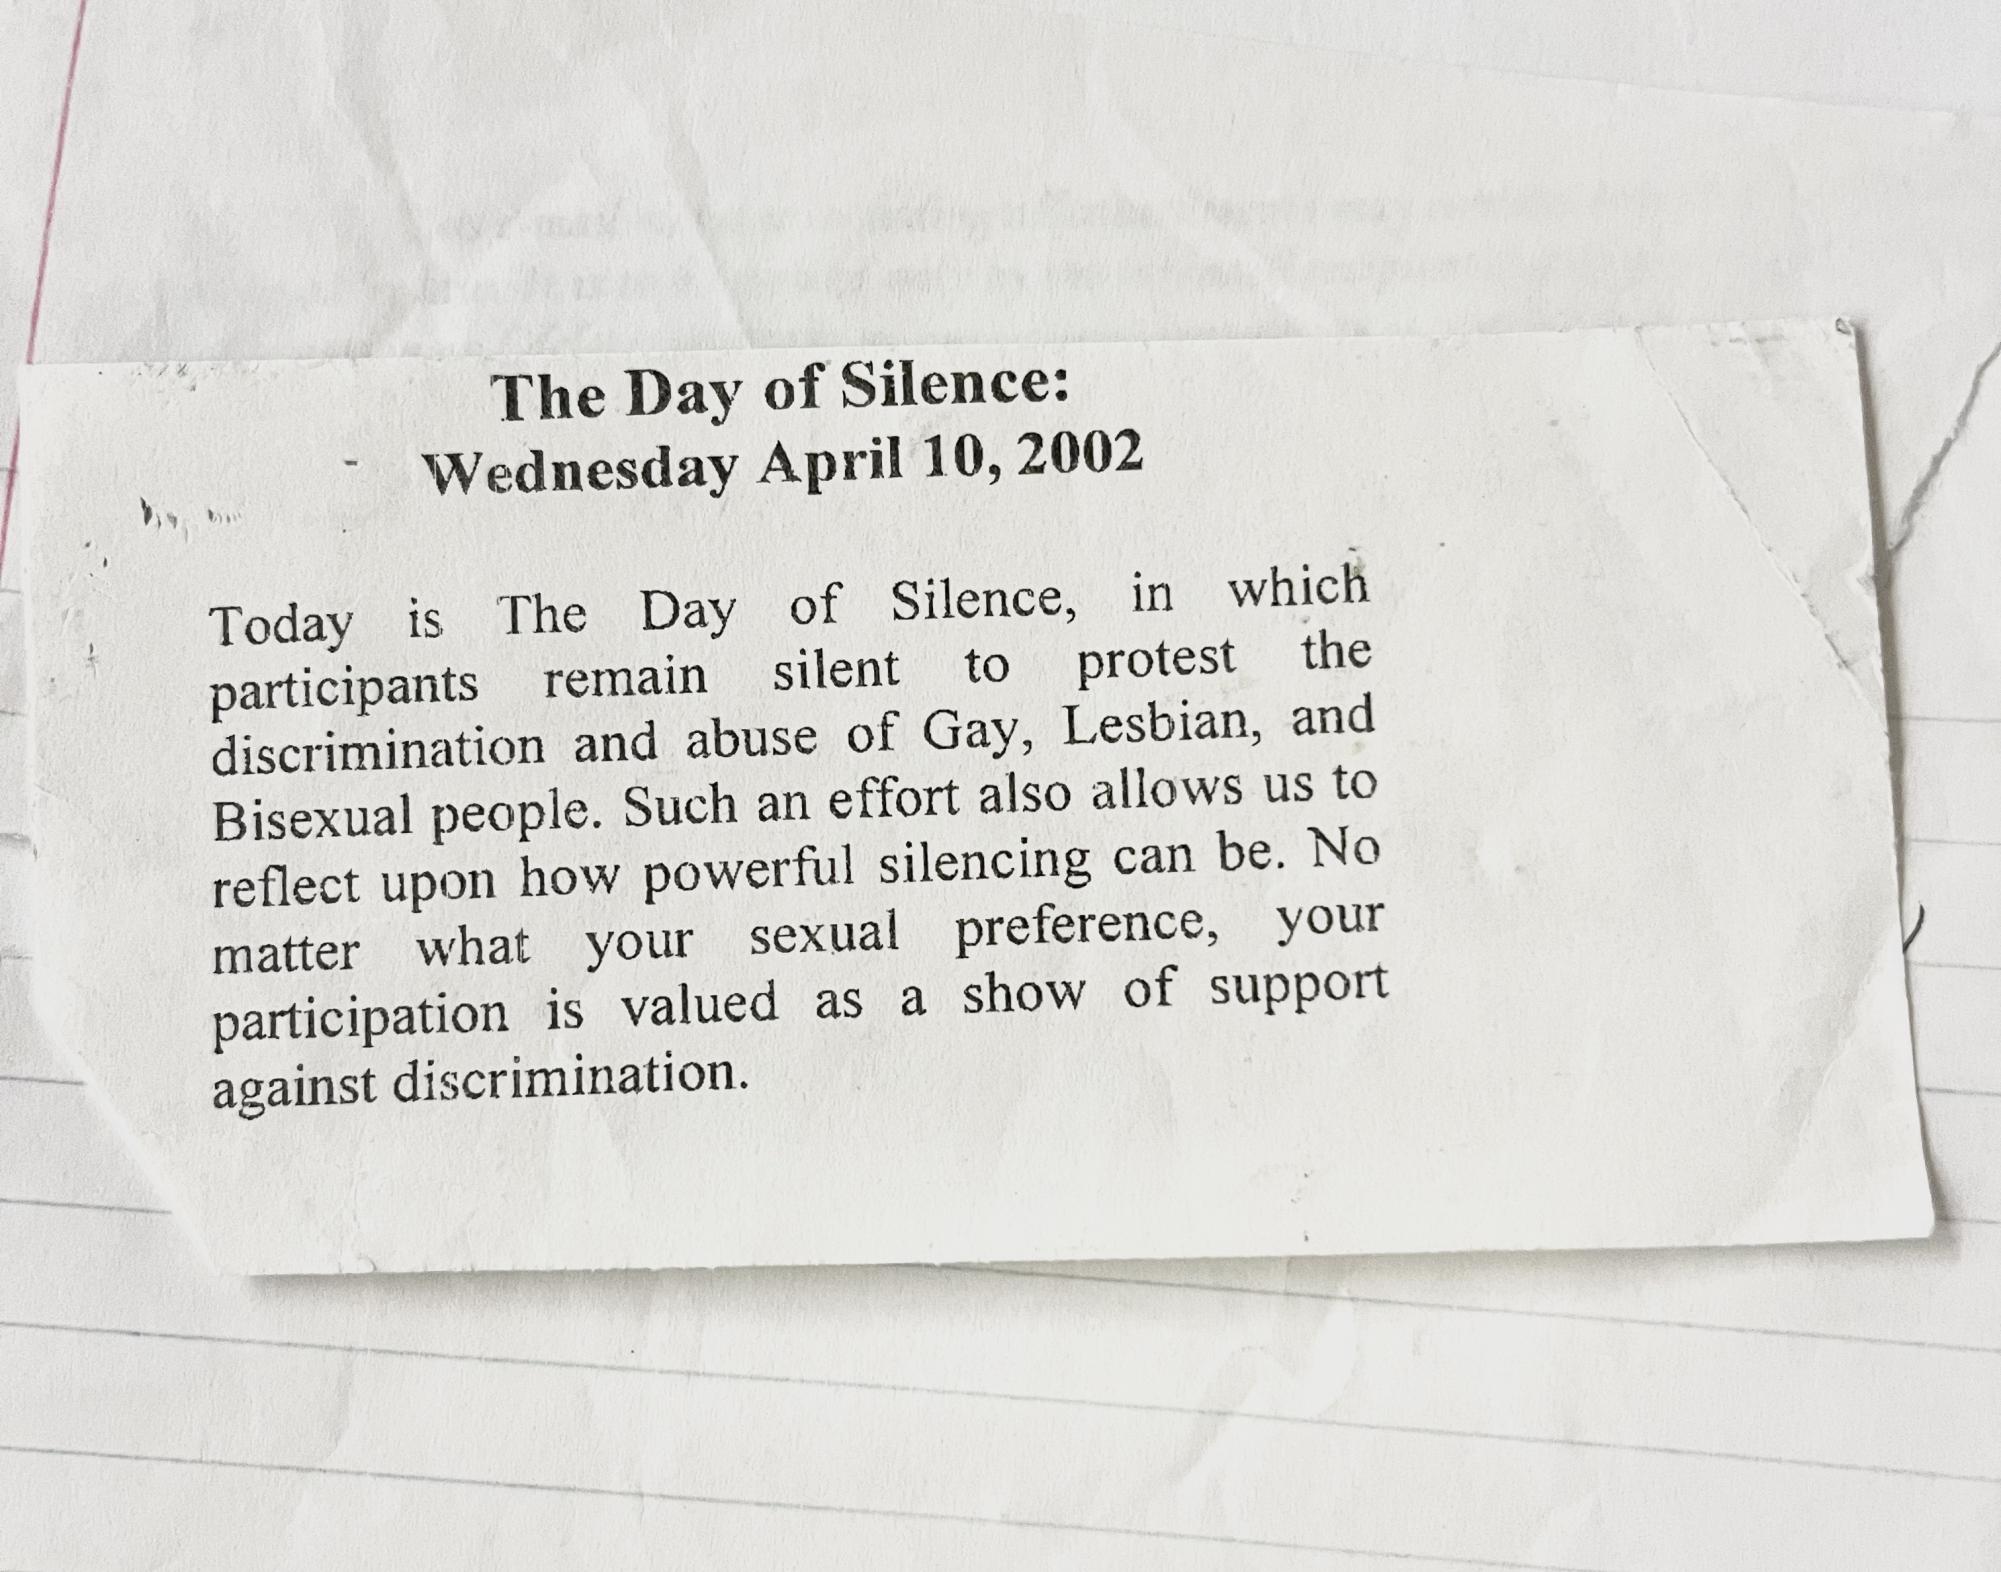 The Day of Silence:
Wednesday April 10, 2002
Today is The Day of Silence, in which
participants remain silent to protest the
discrimination and abuse of Gay, Lesbian, and
Bisexual people. Such an effort also allows us to
reflect upon how powerful silencing can be. No
matter what your sexual preference, your
participation is valued as a show of support
against discrimination.